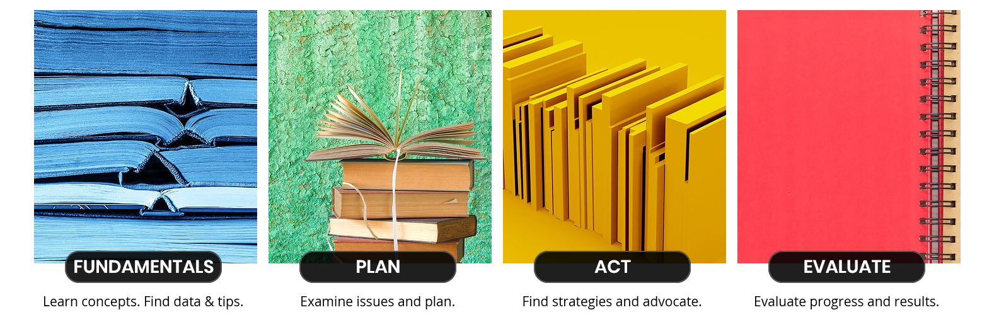 FUNDAMENTALS
Learn concepts. Find data & tips.
PLAN
Examine issues and plan.
ACT
Find strategies and advocate.
EVALUATE
Evaluate progress and results.